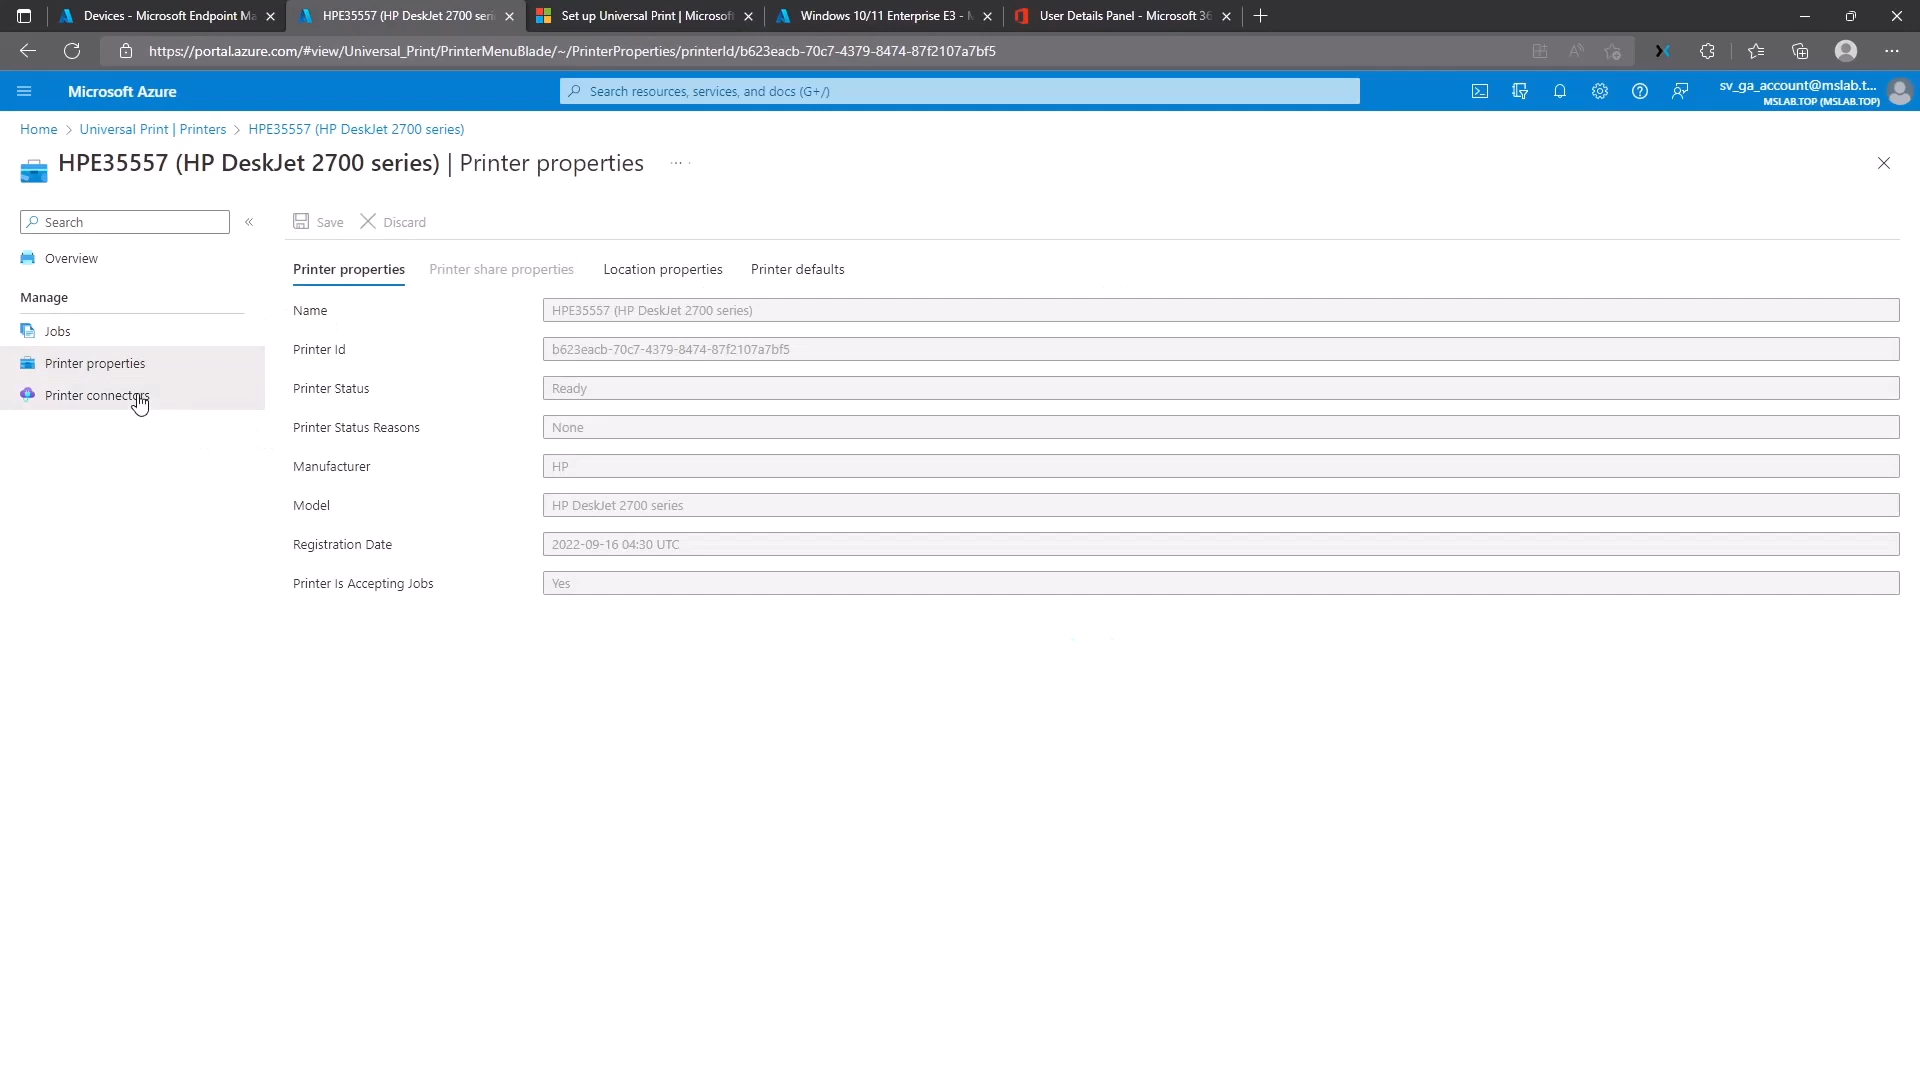 Devices - Microsoft Endpoint Ma
HPE35557 (HP DeskJet 2700 seri
Set up Universal Print | Microsoft
Windows 10/11 Enterprise E3 - M
User Details Panel - Microsoft 36
https://portal.azure.com/#view/Universal_Print/PrinterMenuBlade/~/PrinterProperties/printerId/b623eacb-70c7-4379-8474-87f2107a7bf5
Microsoft Azure
Search resources, services, and docs (G+/)
sv_ga_account@mslab.t...
MSLAB.TOP (MSLAB.TOP)
Home > Universal Print | Printers > HPE35557 (HP DeskJet 2700 series)
HPE35557 (HP DeskJet 2700 series) | Printer properties ...
Search
«
Save
Discard
Overview
Manage
Jobs
Printer properties
Printer connectors
Printer properties
Printer share properties
Location properties
Printer defaults
Name
HPE35557 (HP DeskJet 2700 series)
Printer Id
b623eacb-70c7-4379-8474-87f2107a7bf5
Printer Status
Ready
Printer Status Reasons
None
Manufacturer
HP
Model
HP DeskJet 2700 series
Registration Date
2022-09-16 04:30 UTC
Printer Is Accepting Jobs
Yes